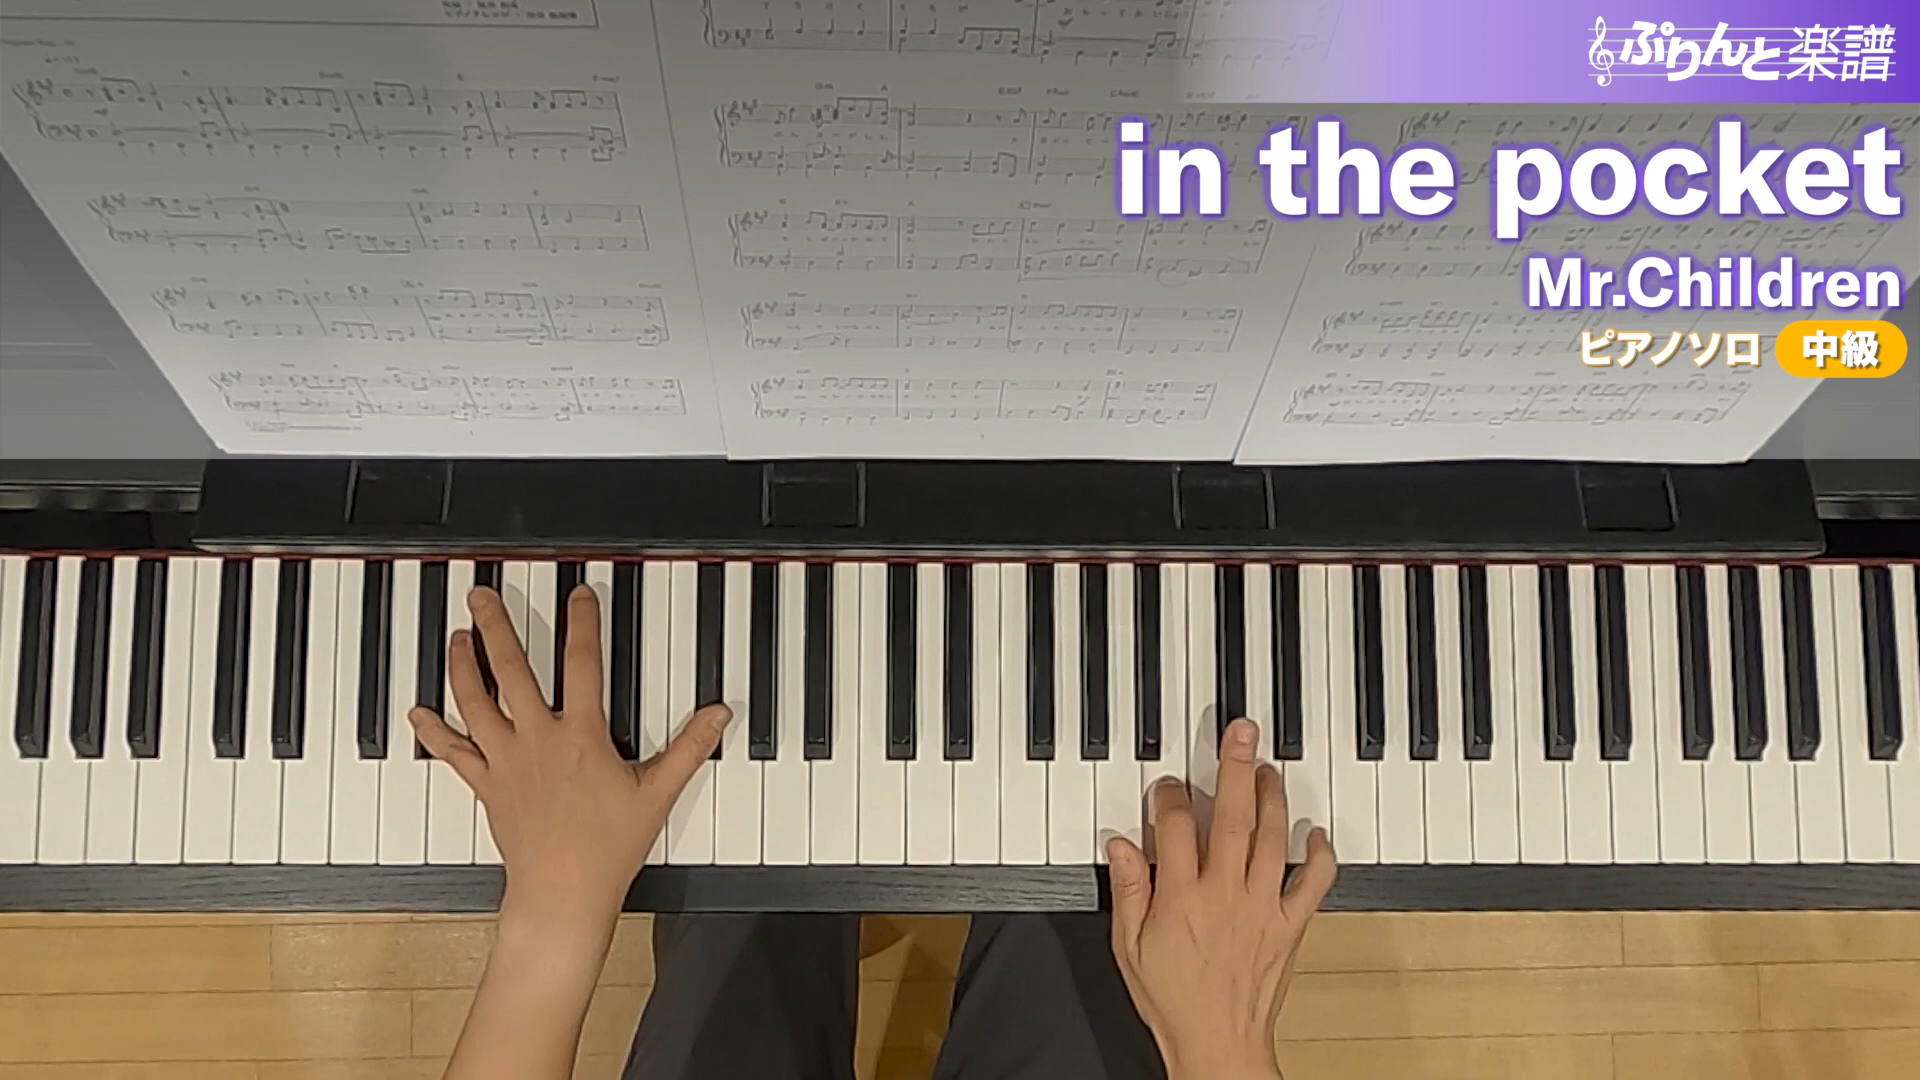 ぷりんと楽譜
in the pocket
Mr.Children
ピアノソロ 中級